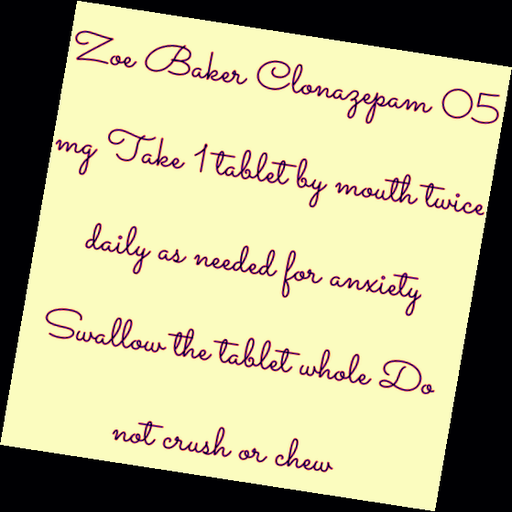 Zoe Baker Clonazepam 05
mg Take 1 tablet by mouth twice
daily as needed for anxiety
Swallow the tablet whole Do
not crush or chew